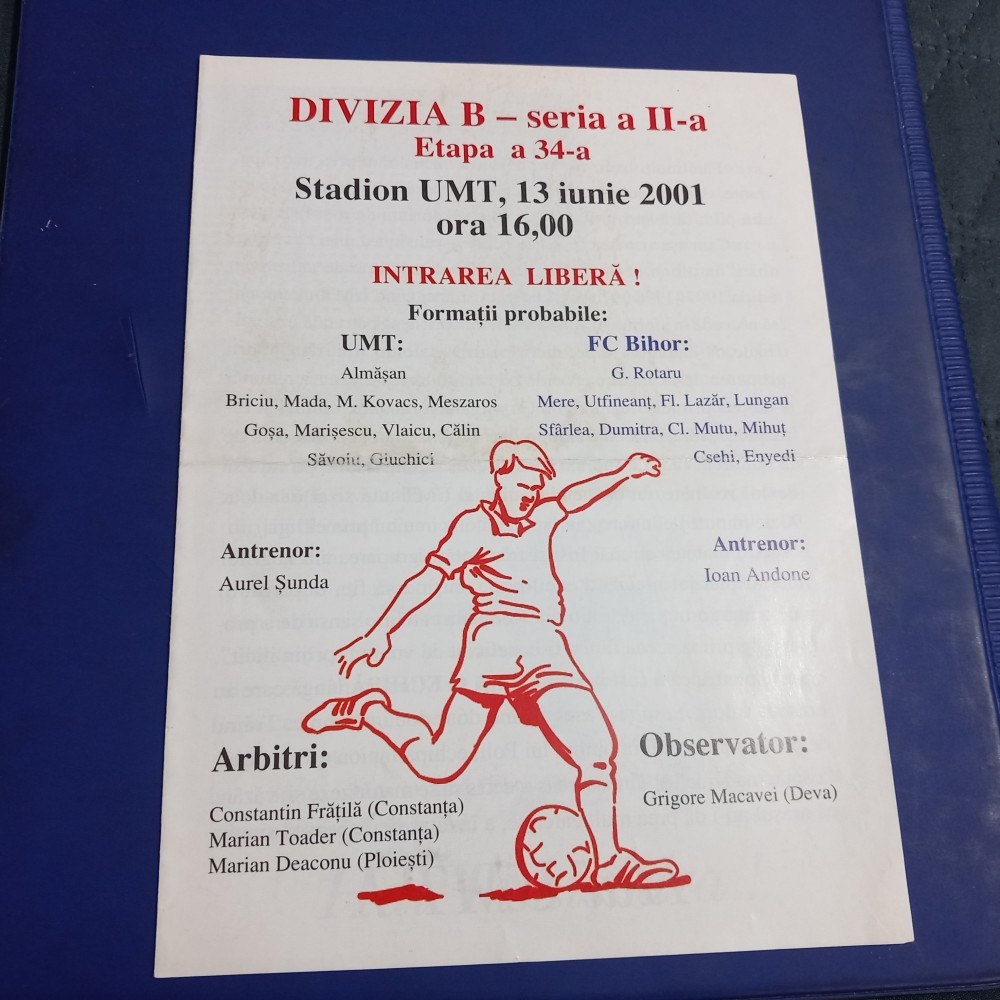 DIVIZIA B – seria a II-a
Etapa a 34-a
Stadion UMT, 13 iunie 2001
ora 16,00
INTRAREA LIBERĂ !
Formații probabile:
UMT:
Almășan
Briciu, Mada, M. Kovacs, Meszaros
Goșa, Marișescu, Vlaicu, Călin
Săvoiu, Giuchici
Antrenor:
Aurel Șunda
FC Bihor:
G. Rotaru
Mere, Utfineanț, Fl. Lazăr, Lungan
Sfârlea, Dumitra, Cl. Mutu, Mihuț
Csehi, Enyedi
Antrenor:
Ioan Andone
Arbitri:
Constantin Frățilă (Constanța)
Marian Toader (Constanța)
Marian Deaconu (Ploiești)
Observator:
Grigore Macavei (Deva)